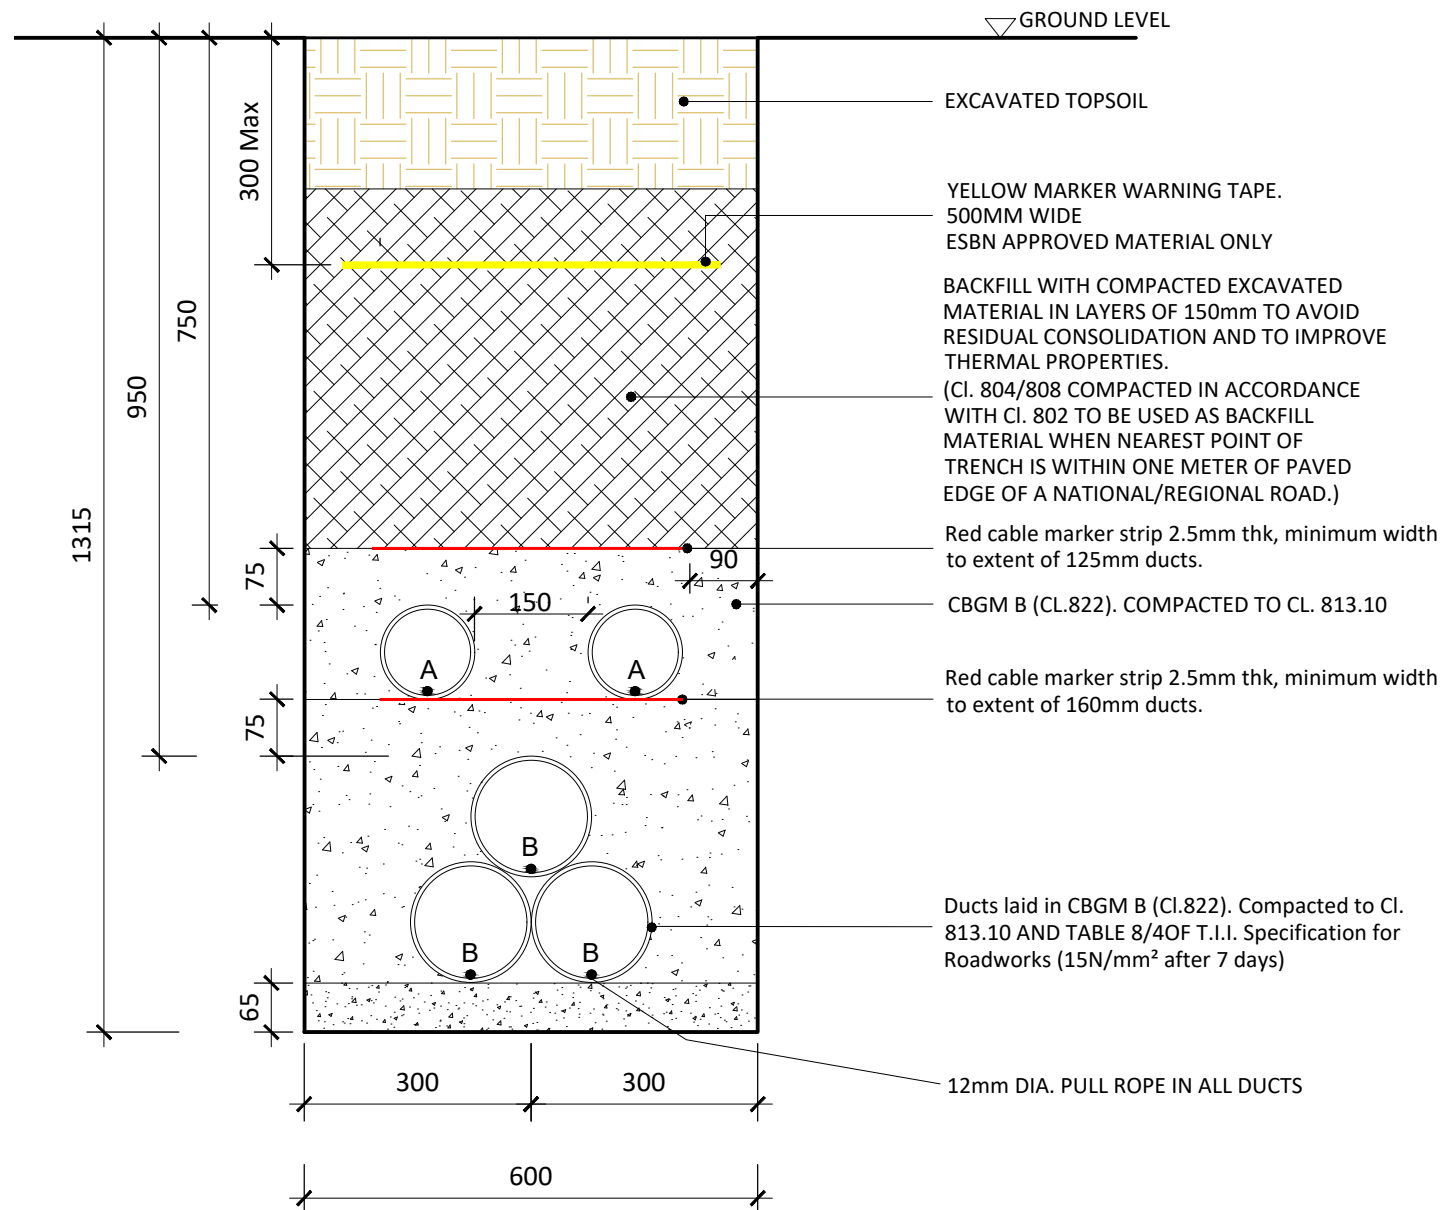 GROUND LEVEL
EXCAVATED TOPSOIL
300 Max
YELLOW MARKER WARNING TAPE.
500MM WIDE
ESBN APPROVED MATERIAL ONLY
BACKFILL WITH COMPACTED EXCAVATED
MATERIAL IN LAYERS OF 150mm TO AVOID
RESIDUAL CONSOLIDATION AND TO IMPROVE
THERMAL PROPERTIES.
(Cl. 804/808 COMPACTED IN ACCORDANCE
WITH Cl. 802 TO BE USED AS BACKFILL
MATERIAL WHEN NEAREST POINT OF
TRENCH IS WITHIN ONE METER OF PAVED
EDGE OF A NATIONAL/REGIONAL ROAD.)
750
950
1315
Red cable marker strip 2.5mm thk, minimum width
to extent of 125mm ducts.
90
75
150
CBGM B (CL.822). COMPACTED TO CL. 813.10
A
A
Red cable marker strip 2.5mm thk, minimum width
to extent of 160mm ducts.
75
B
B
B
Ducts laid in CBGM B (Cl.822). Compacted to Cl.
813.10 AND TABLE 8/4OF T.I.I. Specification for
Roadworks (15N/mm² after 7 days)
65
300
300
12mm DIA. PULL ROPE IN ALL DUCTS
600